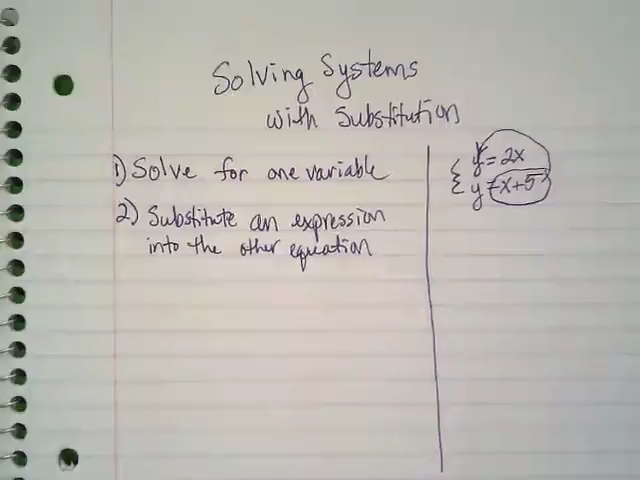 Solving Systems
with Substitution
1) Solve for one variable
2) Substitute an expression
into the other equation
{ y = 2x
y = x+5